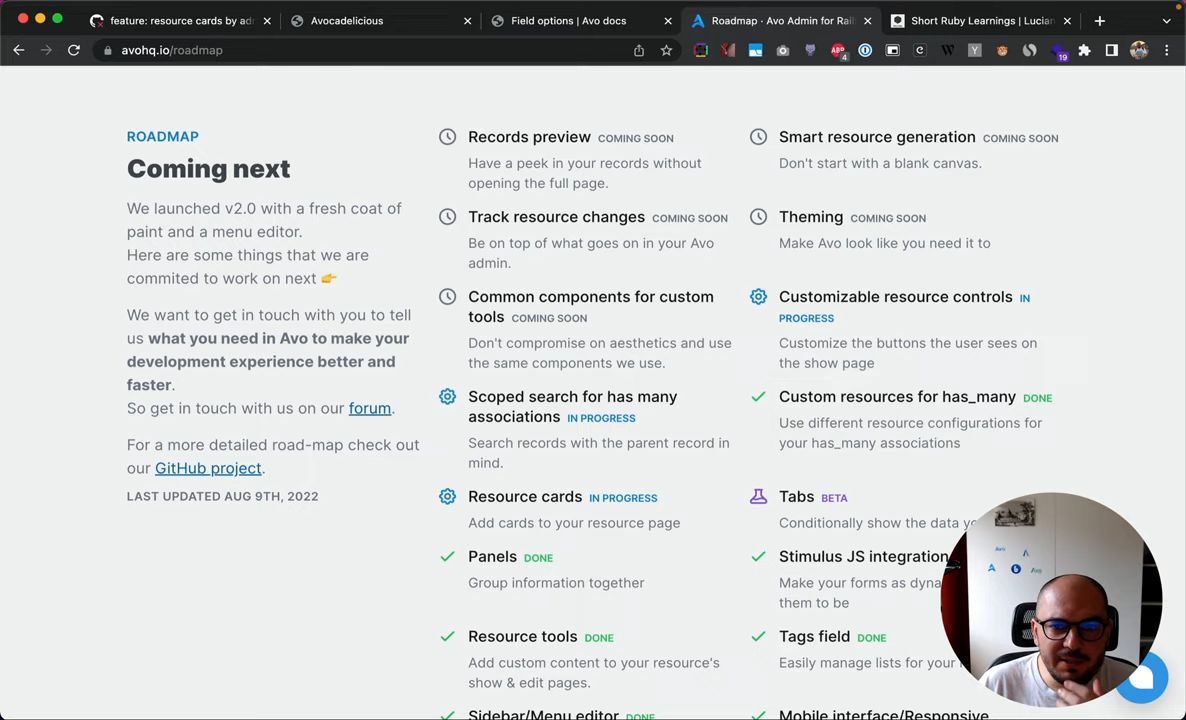 feature: resource cards by adr
Avocadelicious
Field options | Avo docs
Roadmap · Avo Admin for Rail
Short Ruby Learnings | Lucian
avohq.io/roadmap
ABP
4
19
ROADMAP
Coming next
We launched v2.0 with a fresh coat of
paint and a menu editor.
Here are some things that we are
commited to work on next 👉
We want to get in touch with you to tell
us what you need in Avo to make your
development experience better and
faster.
So get in touch with us on our forum.
For a more detailed road-map check out
our GitHub project.
LAST UPDATED AUG 9TH, 2022
Records preview COMING SOON
Have a peek in your records without
opening the full page.
Track resource changes COMING SOON
Be on top of what goes on in your Avo
admin.
Common components for custom
tools COMING SOON
Don't compromise on aesthetics and use
the same components we use.
Scoped search for has many
associations IN PROGRESS
Search records with the parent record in
mind.
Resource cards IN PROGRESS
Add cards to your resource page
Panels DONE
Group information together
Resource tools DONE
Add custom content to your resource's
show & edit pages.
Sidebar/Menu editor DONE
Smart resource generation COMING SOON
Don't start with a blank canvas.
Theming COMING SOON
Make Avo look like you need it to
Customizable resource controls IN
PROGRESS
Customize the buttons the user sees on
the show page
Custom resources for has_many DONE
Use different resource configurations for
your has_many associations
Tabs BETA
Conditionally show the data
Stimulus JS integration
Make your forms as
them to be
Tags field DONE
Easily manage lists for your
Mobile interface/Responsive